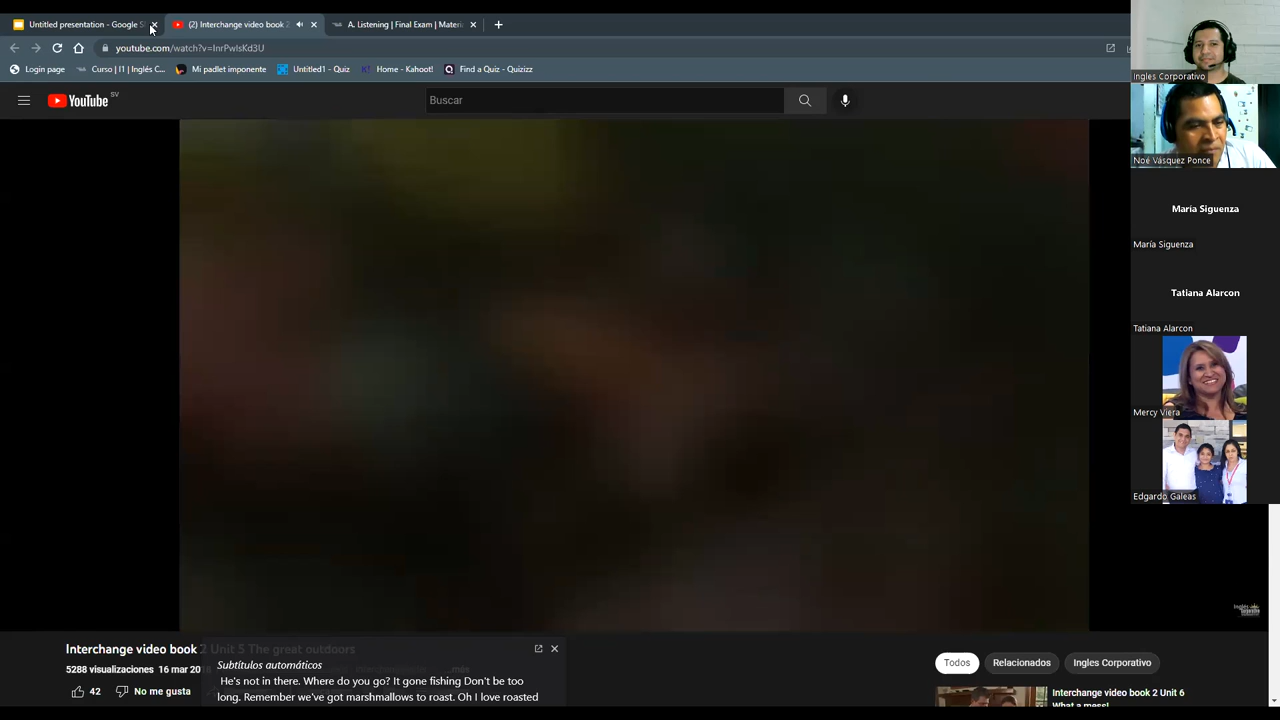 Untitled presentation - Google S
(2) Interchange video book 2
A. Listening | Final Exam | Mater
youtube.com/watch?v=InrPwIsKd3U
Login page
Curso | I1 | Inglés C...
Mi padlet imponente
Untitled1 - Quiz
Home - Kahoot!
Find a Quiz - Quizizz
YouTube SV
Buscar
Ingles Corporativo
Noé Vásquez Ponce
Maria Siguenza
María Siguenza
Tatiana Alarcon
Tatiana Alarcon
Mercy Viera
Edgardo Galeas
Interchange video book 2 Unit 5 The great outdoors
5288 visualizaciones 16 mar 20
...más
42
No me gusta
Subtítulos automáticos
He's not in there. Where do you go? It gone fishing Don't be too
long. Remember we've got marshmallows to roast. Oh I love roasted
Todos
Relacionados
Ingles Corporativo
Interchange video book 2 Unit 6
What a mess!